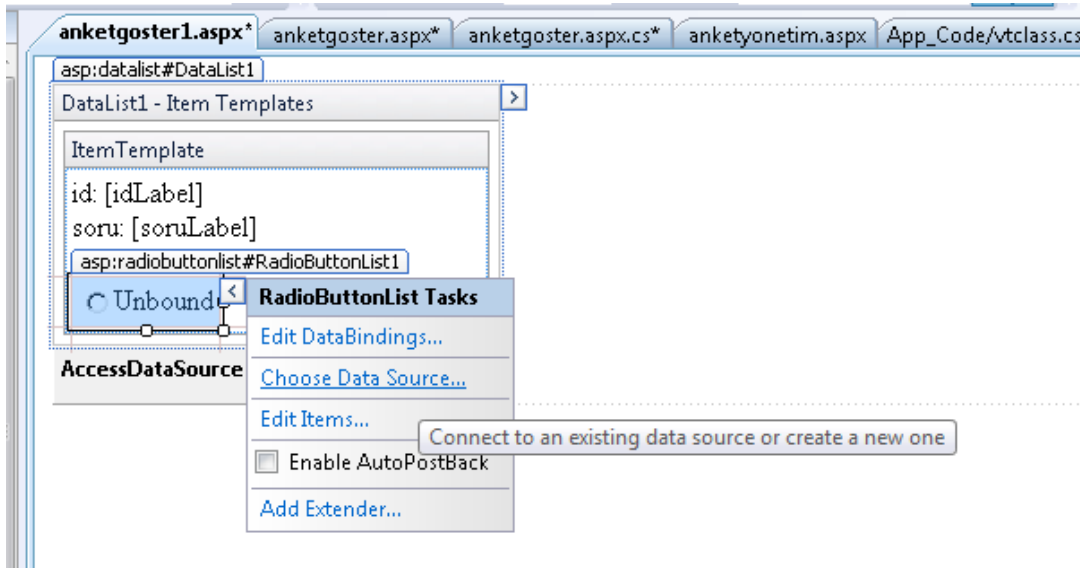 anketgoster1.aspx* anketgoster.aspx* anketgoster.aspx.cs* anketyonetim.aspx App_Code/vtclass.cs
asp:datalist#DataList1
DataList1 - Item Templates
ItemTemplate
id: [idLabel]
soru: [soruLabel]
asp:radiobuttonlist#RadioButtonList1
Unbound
RadioButtonList Tasks
Edit DataBindings...
AccessDataSource
Choose Data Source...
Edit Items...
Connect to an existing data source or create a new one
Enable AutoPostBack
Add Extender...